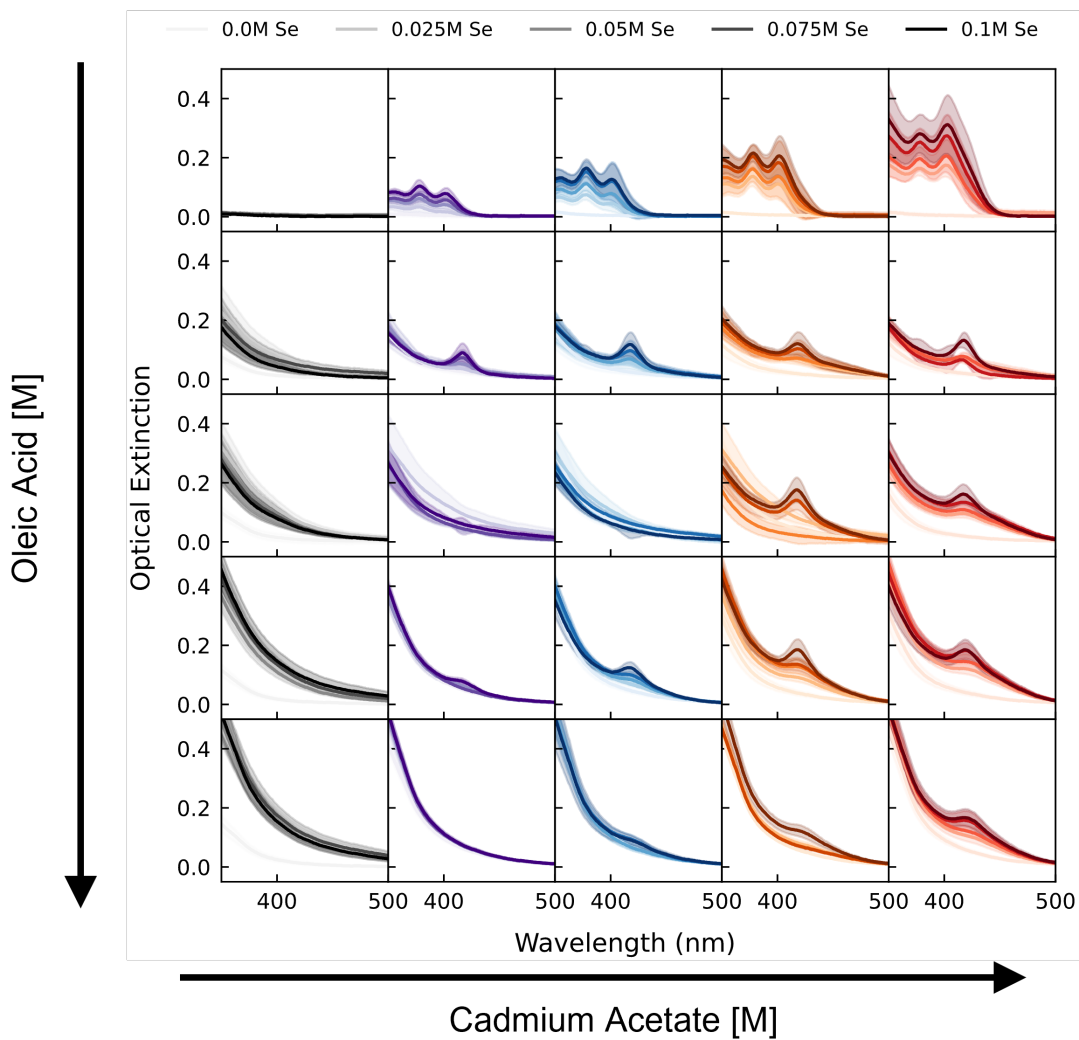 0.0M Se 0.025M Se 0.05M Se 0.075M Se 0.1M Se
0.4
0.2
0.0
0.4
0.2
0.0
0.4
0.2
0.0
0.4
0.2
0.0
0.4
0.2
0.0
Oleic Acid [M]
Optical Extinction
400 500 400 500 400 500 400 500 400 500
Wavelength (nm)
Cadmium Acetate [M]